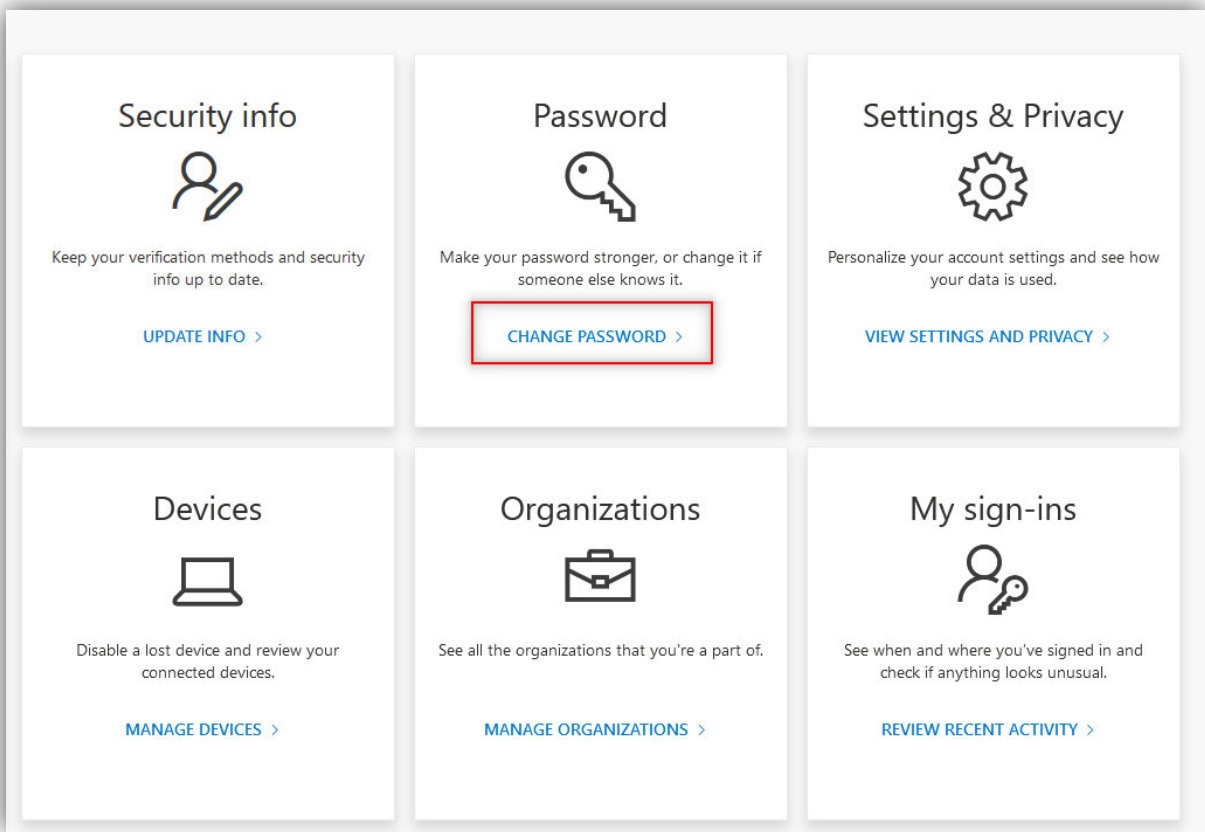 Security info
Keep your verification methods and security
info up to date.
UPDATE INFO >
Password
Make your password stronger, or change it if
someone else knows it.
CHANGE PASSWORD >
Settings & Privacy
Personalize your account settings and see how
your data is used.
VIEW SETTINGS AND PRIVACY >
Devices
Disable a lost device and review your
connected devices.
MANAGE DEVICES >
Organizations
See all the organizations that you're a part of.
MANAGE ORGANIZATIONS >
My sign-ins
See when and where you've signed in and
check if anything looks unusual.
REVIEW RECENT ACTIVITY >